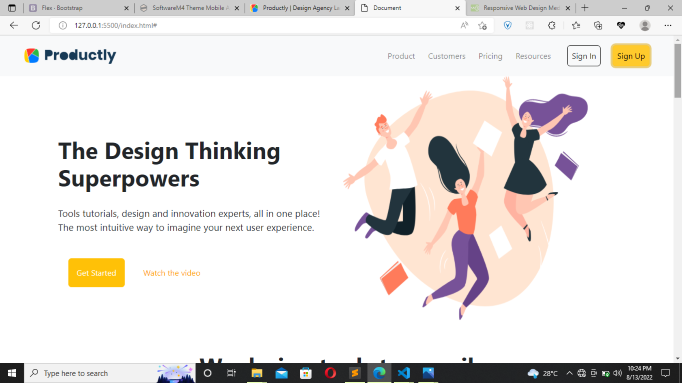 Flex · Bootstrap
SoftwareM4 Theme Mobile A
Productly | Design Agency La
Document
Responsive Web Design Me
127.0.0.1:5500/index.html#
Productly
Product
Customers
Pricing
Resources
Sign In
Sign Up
The Design Thinking
Superpowers
Tools tutorials, design and innovation experts, all in one place!
The most intuitive way to imagine your next user experience.
Get Started
Watch the video
Type here to search
28°C
10:24 PM
8/13/2022